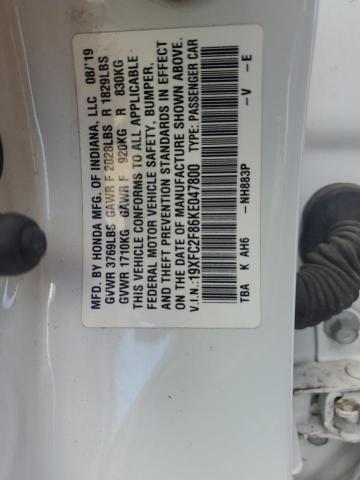 MFD. BY HONDA MFG. OF INDIANA, LLC 08/'19
GVWR 3769LBS GAWR F 2028LBS R 1829LBS
GVWR 1710KG GAWR F 920KG R 830KG
THIS VEHICLE CONFORMS TO ALL APPLICABLE
FEDERAL MOTOR VEHICLE SAFETY, BUMPER,
AND THEFT PREVENTION STANDARDS IN EFFECT
ON THE DATE OF MANUFACTURE SHOWN ABOVE.
V.I.N.:19XFC2F86KE047800 TYPE: PASSENGER CAR
TBA K AH6 -NH883P -V -E